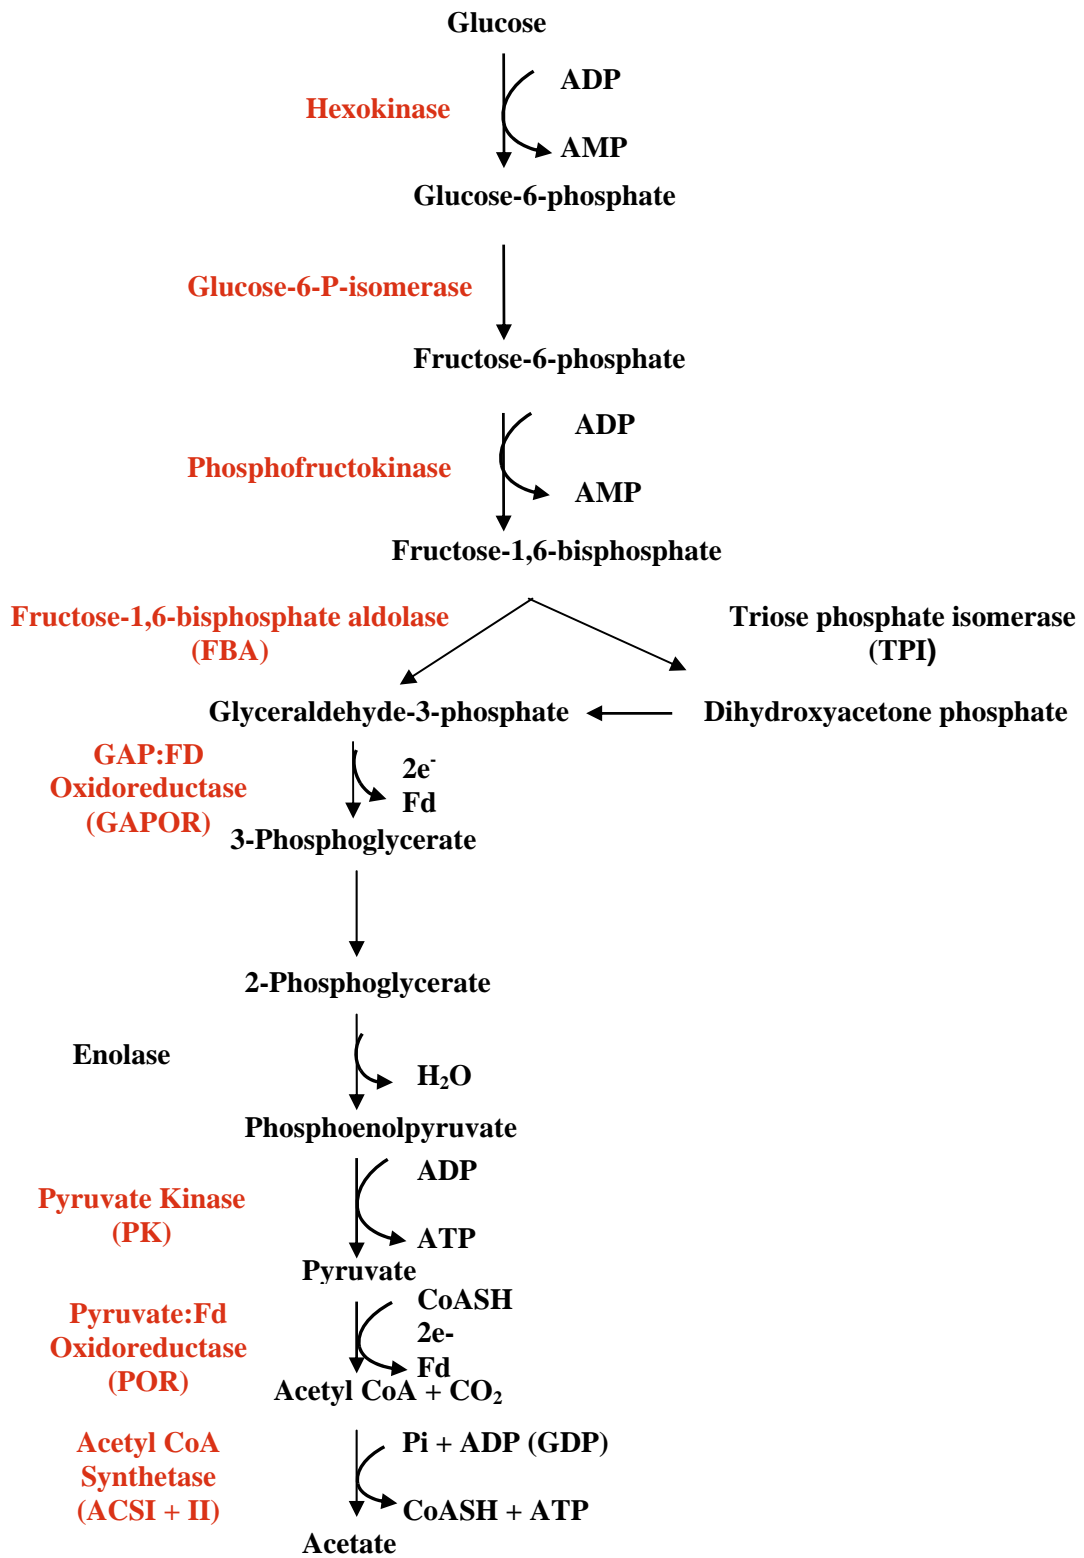 Glucose
ADP
Hexokinase
AMP
Glucose-6-phosphate
Glucose-6-P-isomerase
Fructose-6-phosphate
ADP
Phosphofructokinase
AMP
Fructose-1,6-bisphosphate
Fructose-1,6-bisphosphate aldolase
(FBA)
Triose phosphate isomerase
(TPI)
Glyceraldehyde-3-phosphate
Dihydroxyacetone phosphate
GAP:FD
Oxidoreductase
(GAPOR)
2e⁻
Fd
3-Phosphoglycerate
2-Phosphoglycerate
Enolase
H₂O
Phosphoenolpyruvate
ADP
Pyruvate Kinase
(PK)
ATP
Pyruvate
CoASH
2e-
Fd
Pyruvate:Fd
Oxidoreductase
(POR)
Acetyl CoA + CO₂
Acetyl CoA
Synthetase
(ACSI + II)
Pi + ADP (GDP)
CoASH + ATP
Acetate